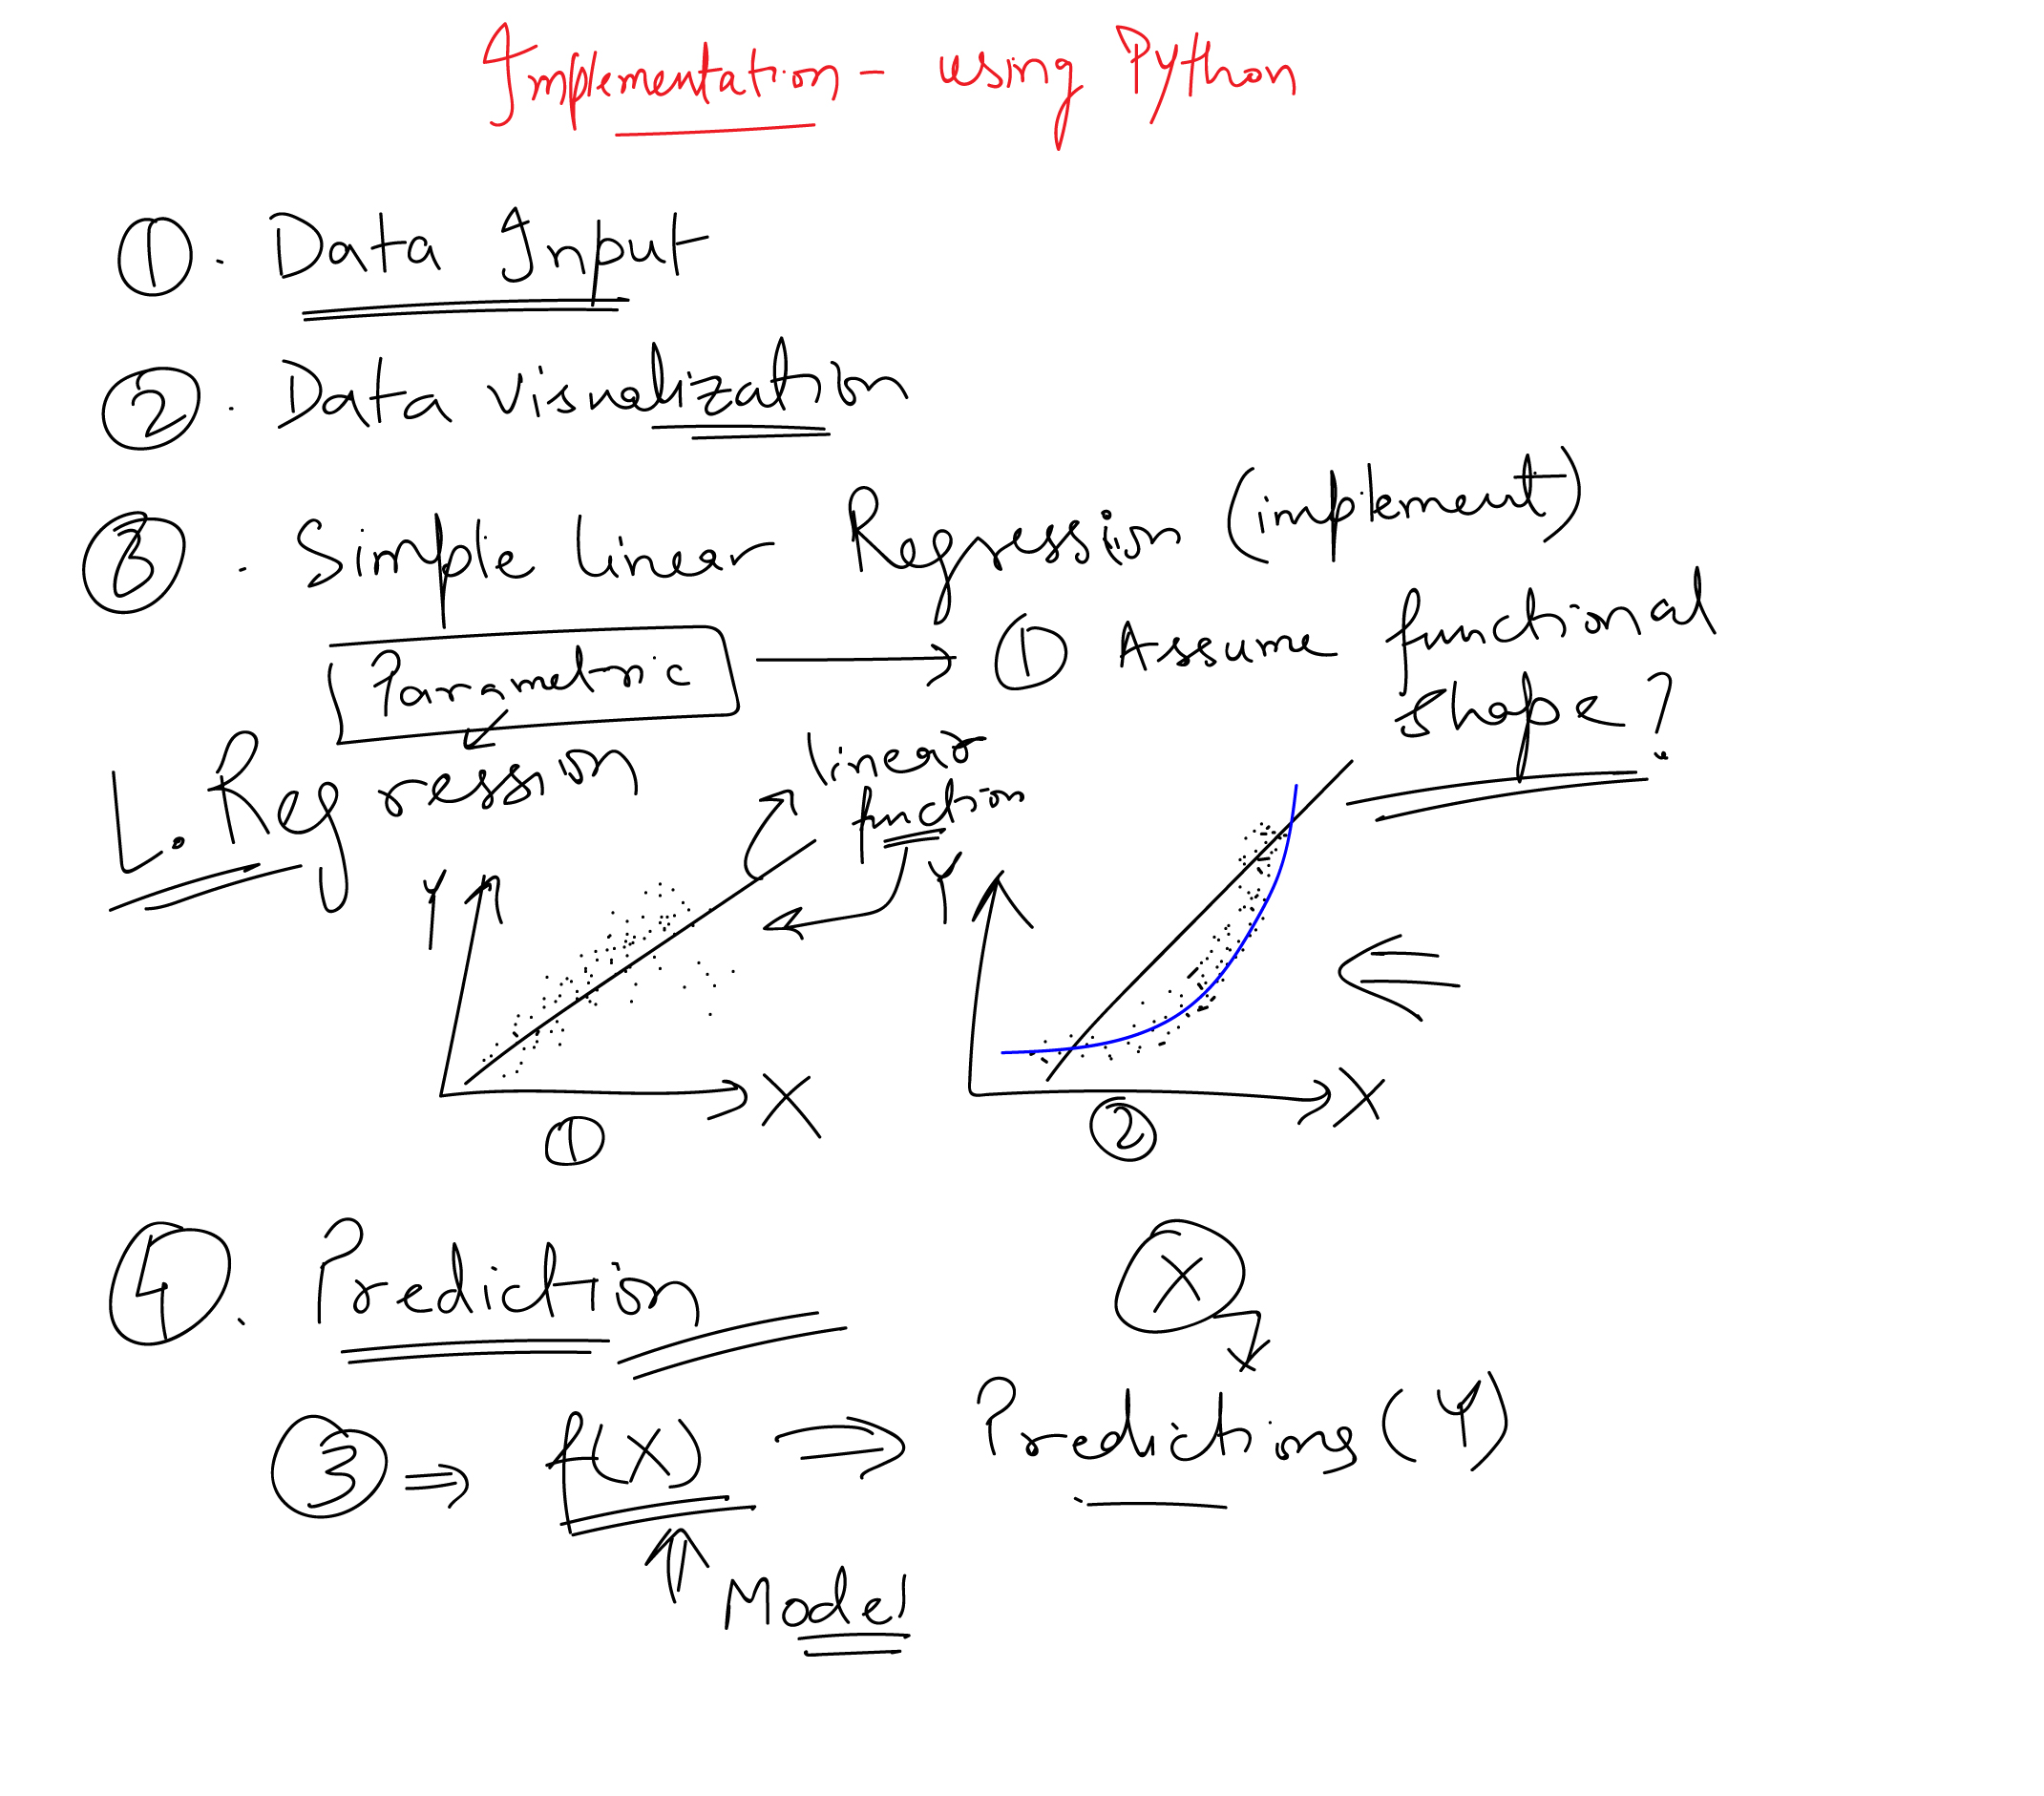 Implementation - using Python
①. Data Input
②. Data visualization
③. Simple linear Regression (implement)
Parametric → ① Assume functional shape?
L. Regression
linear function
Y X ①
Y X ②
④. Prediction
X
③ ⇒ f(X) ⇒ Predictions (Y)
Model